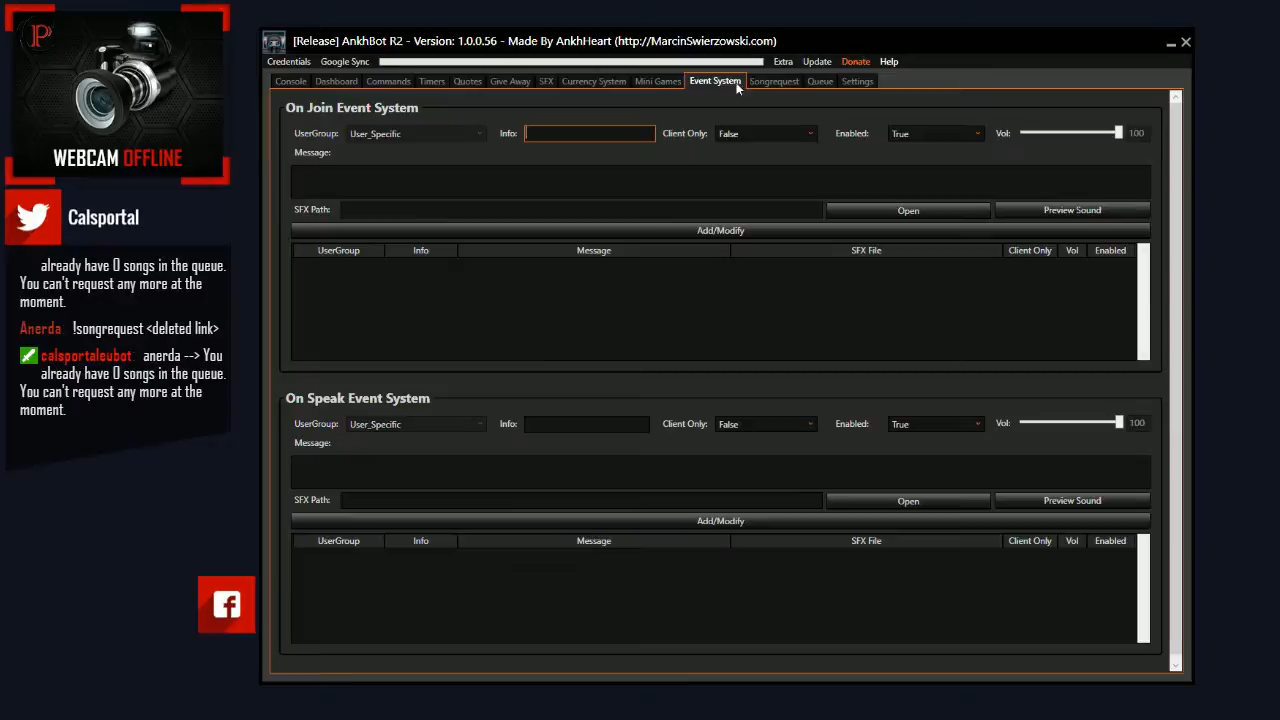 [Release] AnkhBot R2 - Version: 1.0.0.56 - Made By AnkhHeart (http://MarcinSwierzowski.com)
Credentials Google Sync Extra Update Donate Help
Console Dashboard Commands Timers Quotes Give Away SFX Currency System Mini Games Event System Songrequest Queue Settings
On Join Event System
UserGroup: User_Specific Info: Client Only: False Enabled: True Vol: 100
Message:
SFX Path: Open Preview Sound
Add/Modify
UserGroup Info Message SFX File Client Only Vol Enabled
On Speak Event System
UserGroup: User_Specific Info: Client Only: False Enabled: True Vol: 100
Message:
SFX Path: Open Preview Sound
Add/Modify
UserGroup Info Message SFX File Client Only Vol Enabled
P
WEBCAM OFFLINE
Calsportal
already have 0 songs in the queue.
You can't request any more at the
moment.
Anerda !songrequest <deleted link>
calsportaleubot anerda --> You
already have 0 songs in the queue.
You can't request any more at the
moment.